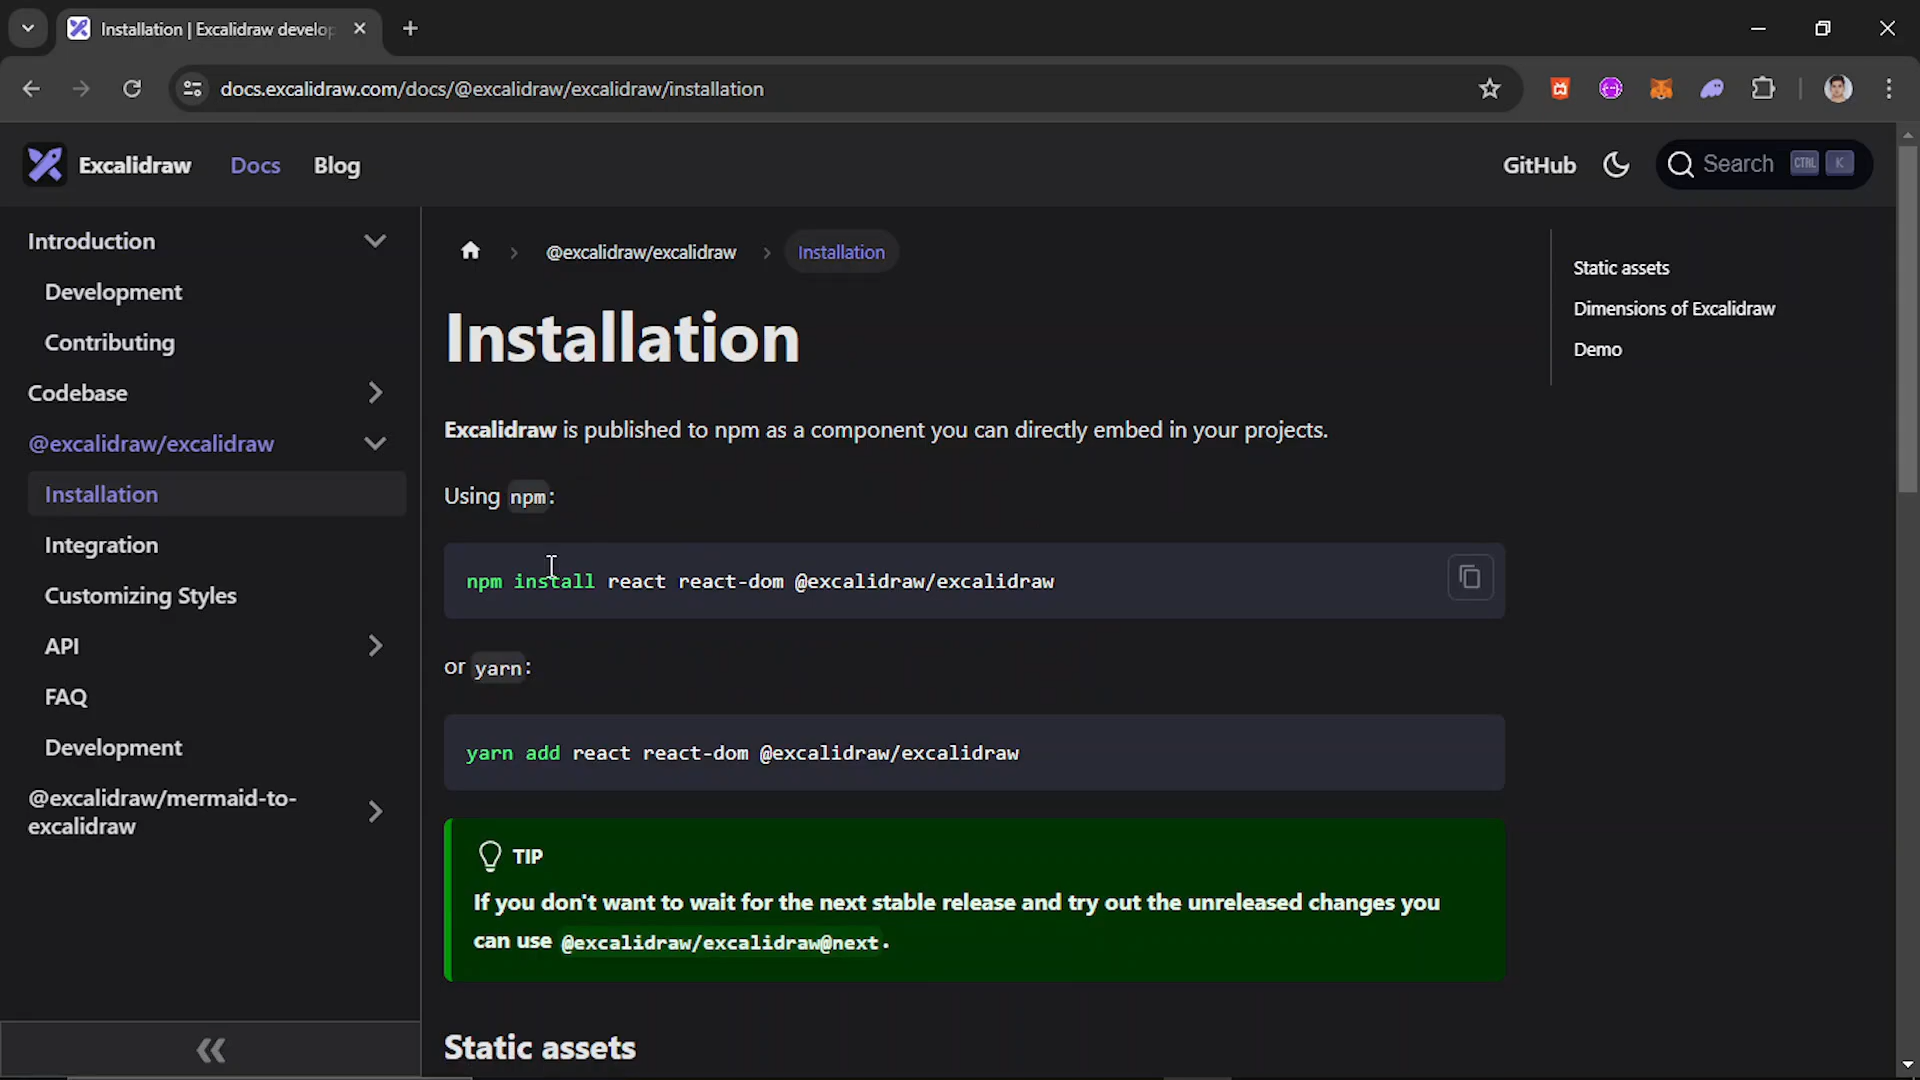 Installation | Excalidraw develop
docs.excalidraw.com/docs/@excalidraw/excalidraw/installation
Excalidraw
Docs
Blog
GitHub
Search
CTRL
K
Introduction
Development
Contributing
Codebase
@excalidraw/excalidraw
Installation
Integration
Customizing Styles
API
FAQ
Development
@excalidraw/mermaid-to-
excalidraw
@excalidraw/excalidraw
Installation
Installation
Excalidraw is published to npm as a component you can directly embed in your projects.
Using npm:
npm install react react-dom @excalidraw/excalidraw
or yarn:
yarn add react react-dom @excalidraw/excalidraw
TIP
If you don't want to wait for the next stable release and try out the unreleased changes you
can use @excalidraw/excalidraw@next.
Static assets
Static assets
Dimensions of Excalidraw
Demo